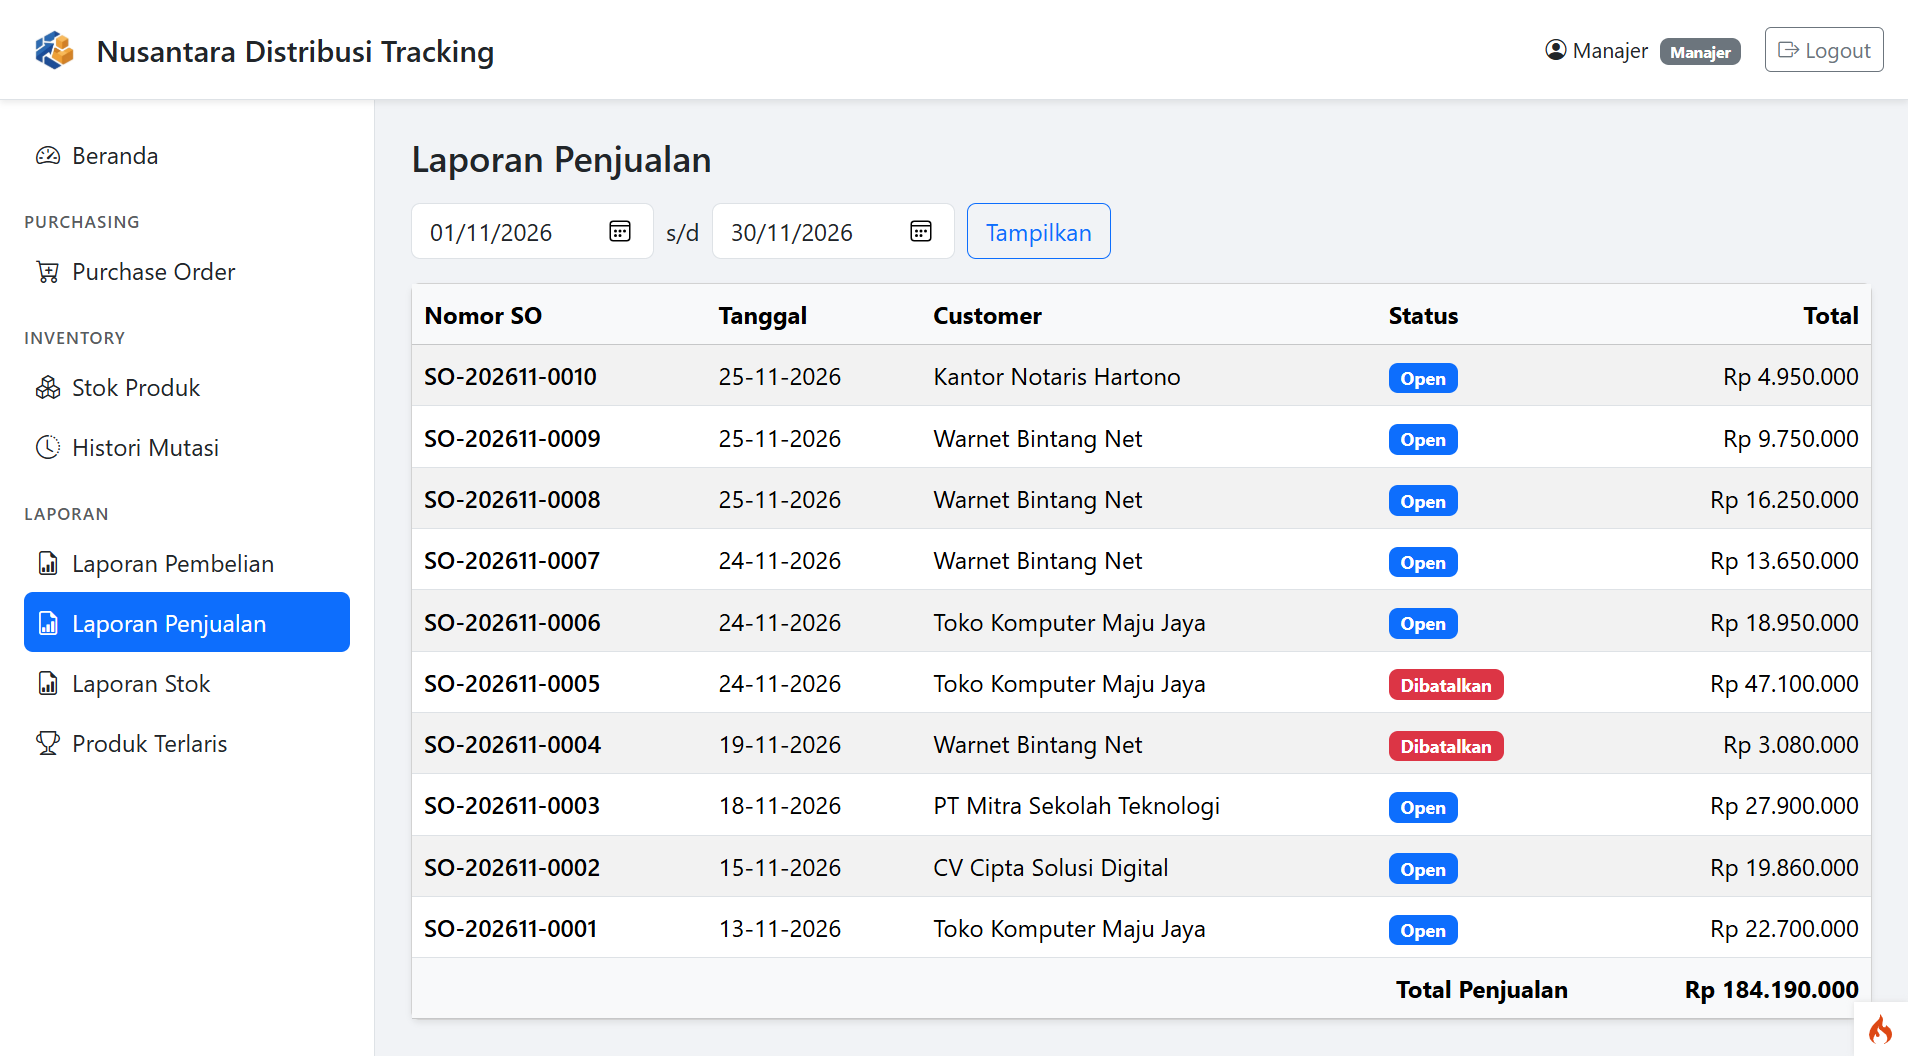 Nusantara Distribusi Tracking
Manajer Manajer Logout
Beranda
PURCHASING
Purchase Order
INVENTORY
Stok Produk
Histori Mutasi
LAPORAN
Laporan Pembelian
Laporan Penjualan
Laporan Stok
Produk Terlaris
Laporan Penjualan
01/11/2026 s/d 30/11/2026 Tampilkan
Nomor SO Tanggal Customer Status Total
SO-202611-0010 25-11-2026 Kantor Notaris Hartono Open Rp 4.950.000
SO-202611-0009 25-11-2026 Warnet Bintang Net Open Rp 9.750.000
SO-202611-0008 25-11-2026 Warnet Bintang Net Open Rp 16.250.000
SO-202611-0007 24-11-2026 Warnet Bintang Net Open Rp 13.650.000
SO-202611-0006 24-11-2026 Toko Komputer Maju Jaya Open Rp 18.950.000
SO-202611-0005 24-11-2026 Toko Komputer Maju Jaya Dibatalkan Rp 47.100.000
SO-202611-0004 19-11-2026 Warnet Bintang Net Dibatalkan Rp 3.080.000
SO-202611-0003 18-11-2026 PT Mitra Sekolah Teknologi Open Rp 27.900.000
SO-202611-0002 15-11-2026 CV Cipta Solusi Digital Open Rp 19.860.000
SO-202611-0001 13-11-2026 Toko Komputer Maju Jaya Open Rp 22.700.000
Total Penjualan Rp 184.190.000